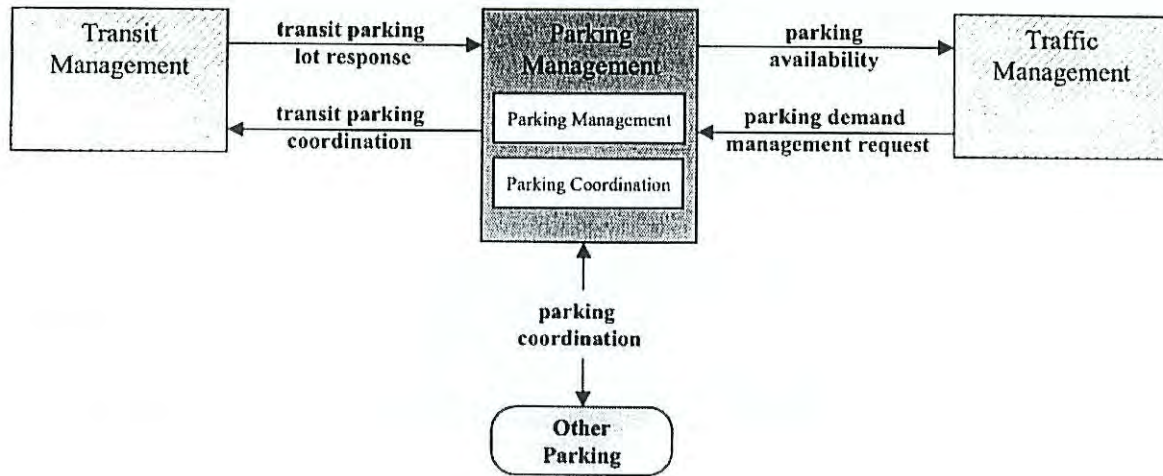 Transit
Management
transit parking
lot response
transit parking
coordination
Parking
Management
Parking Management
Parking Coordination
parking
availability
parking demand
management request
Traffic
Management
parking
coordination
Other
Parking